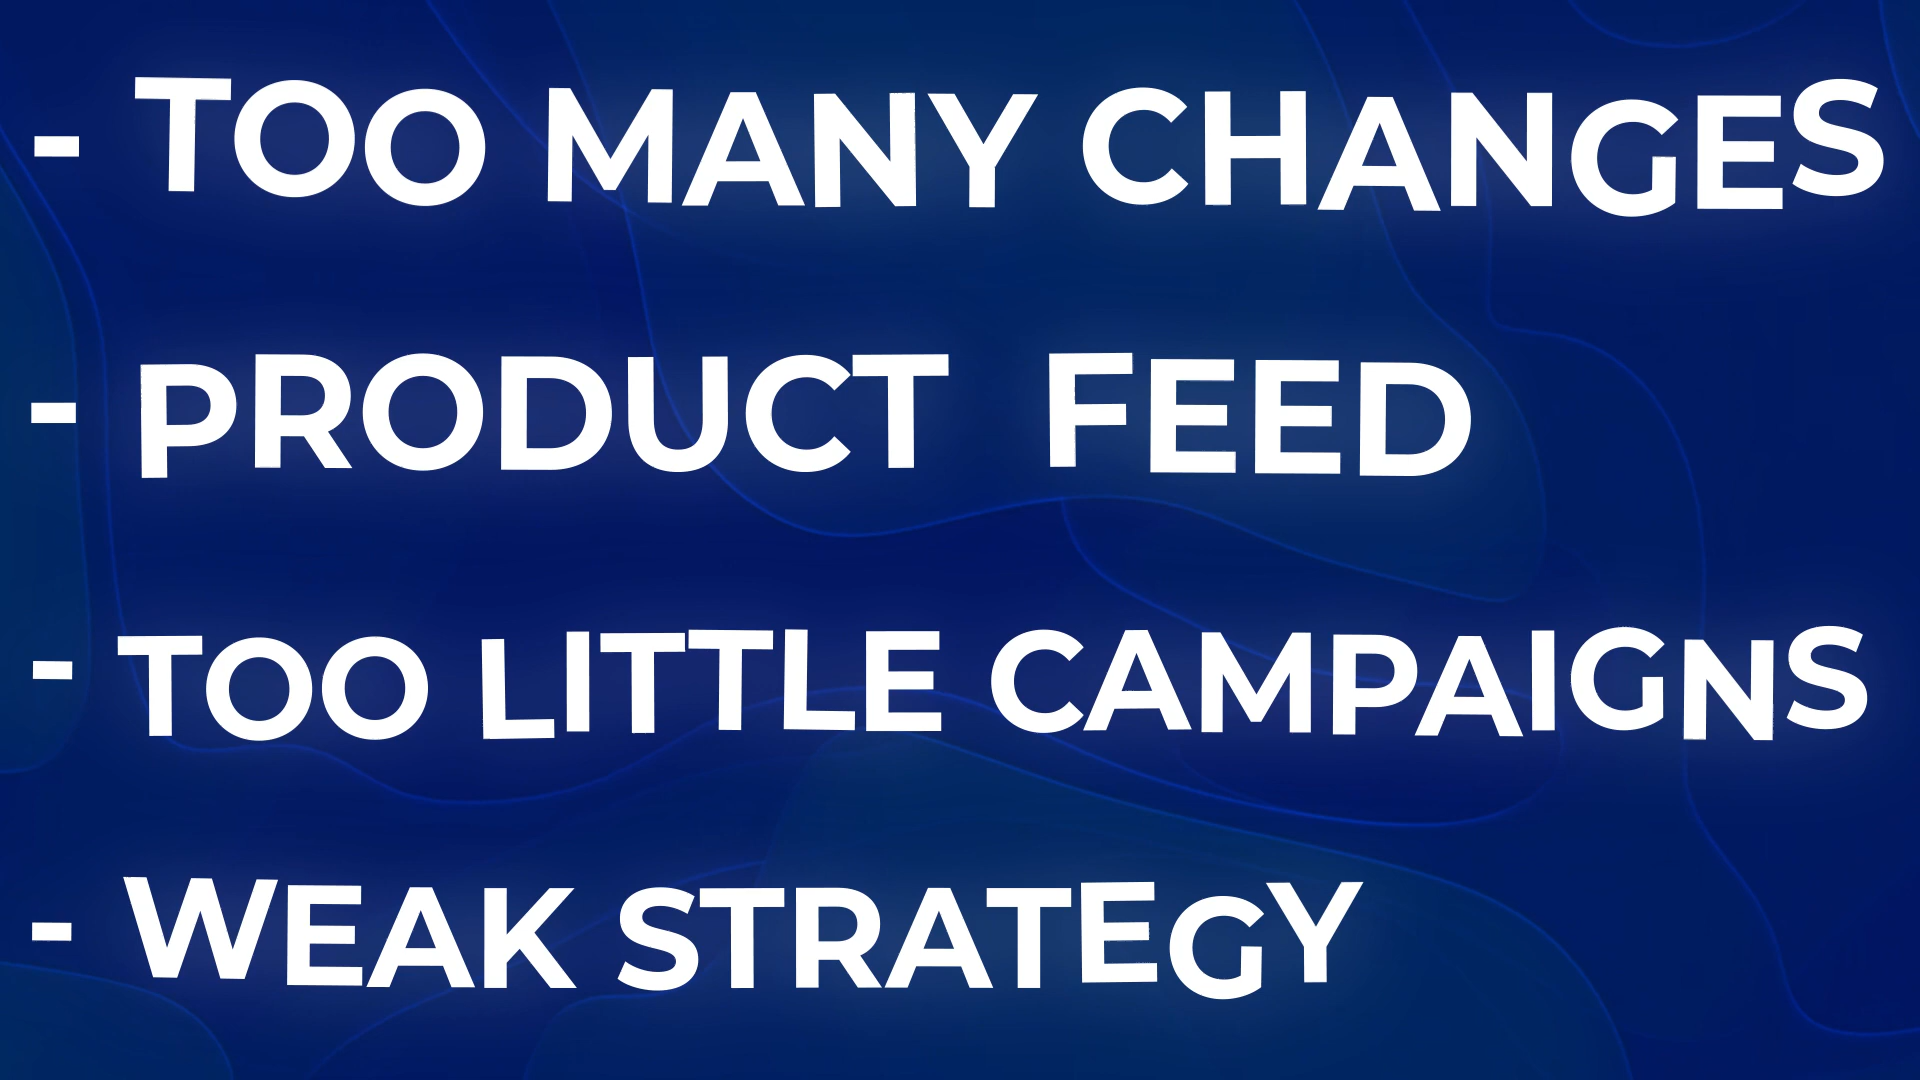 - TOO MANY CHANGES
- PRODUCT FEED
- TOO LITTLE CAMPAIGNS
- WEAK STRATEGY